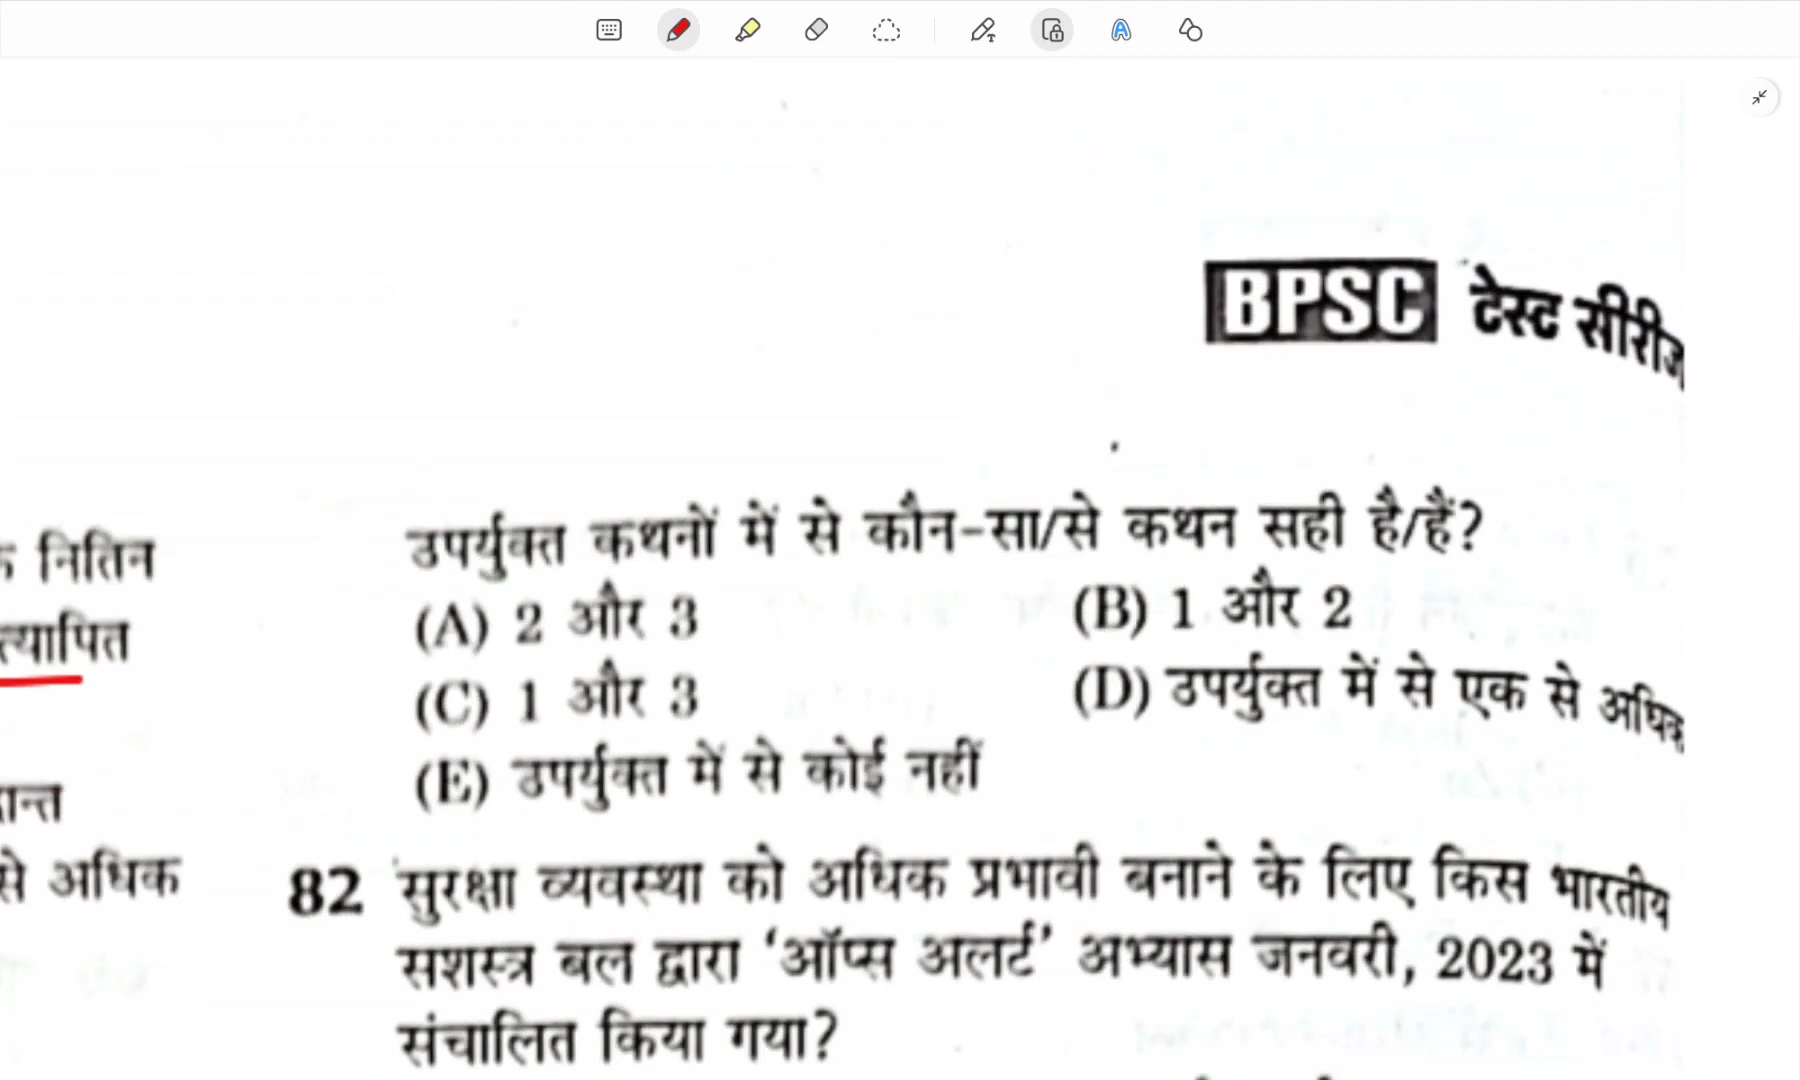 BPSC टेस्ट सीरीज
नितिन
त्यापित
न्त
से अधिक
उपर्युक्त कथनों में से कौन-सा/से कथन सही है/हैं?
(A) 2 और 3 (B) 1 और 2
(C) 1 और 3 (D) उपर्युक्त में से एक से अधिक
(E) उपर्युक्त में से कोई नहीं
82 सुरक्षा व्यवस्था को अधिक प्रभावी बनाने के लिए किस भारतीय
सशस्त्र बल द्वारा ‘ऑप्स अलर्ट’ अभ्यास जनवरी, 2023 में
संचालित किया गया?